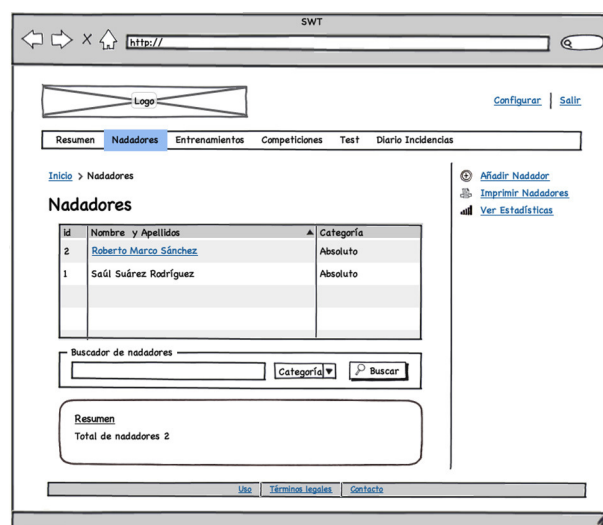 SWT
http://
Logo
Configurar Salir
Resumen Nadadores Entrenamientos Competiciones Test Diario Incidencias
Inicio > Nadadores
Añadir Nadador
Imprimir Nadadores
Ver Estadísticas
Nadadores
id Nombre y Apellidos Categoría
2 Roberto Marco Sánchez Absoluto
1 Saúl Suárez Rodríguez Absoluto
Buscador de nadadores
Categoría Buscar
Resumen
Total de nadadores 2
Uso Términos legales Contacto